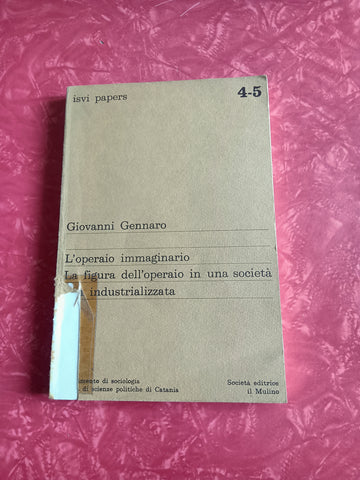 isvi papers
4-5
Giovanni Gennaro
L'operaio immaginario
La figura dell'operaio in una società
industrializzata
di sociologia
di scienze politiche di Catania
Società editrice
il Mulino